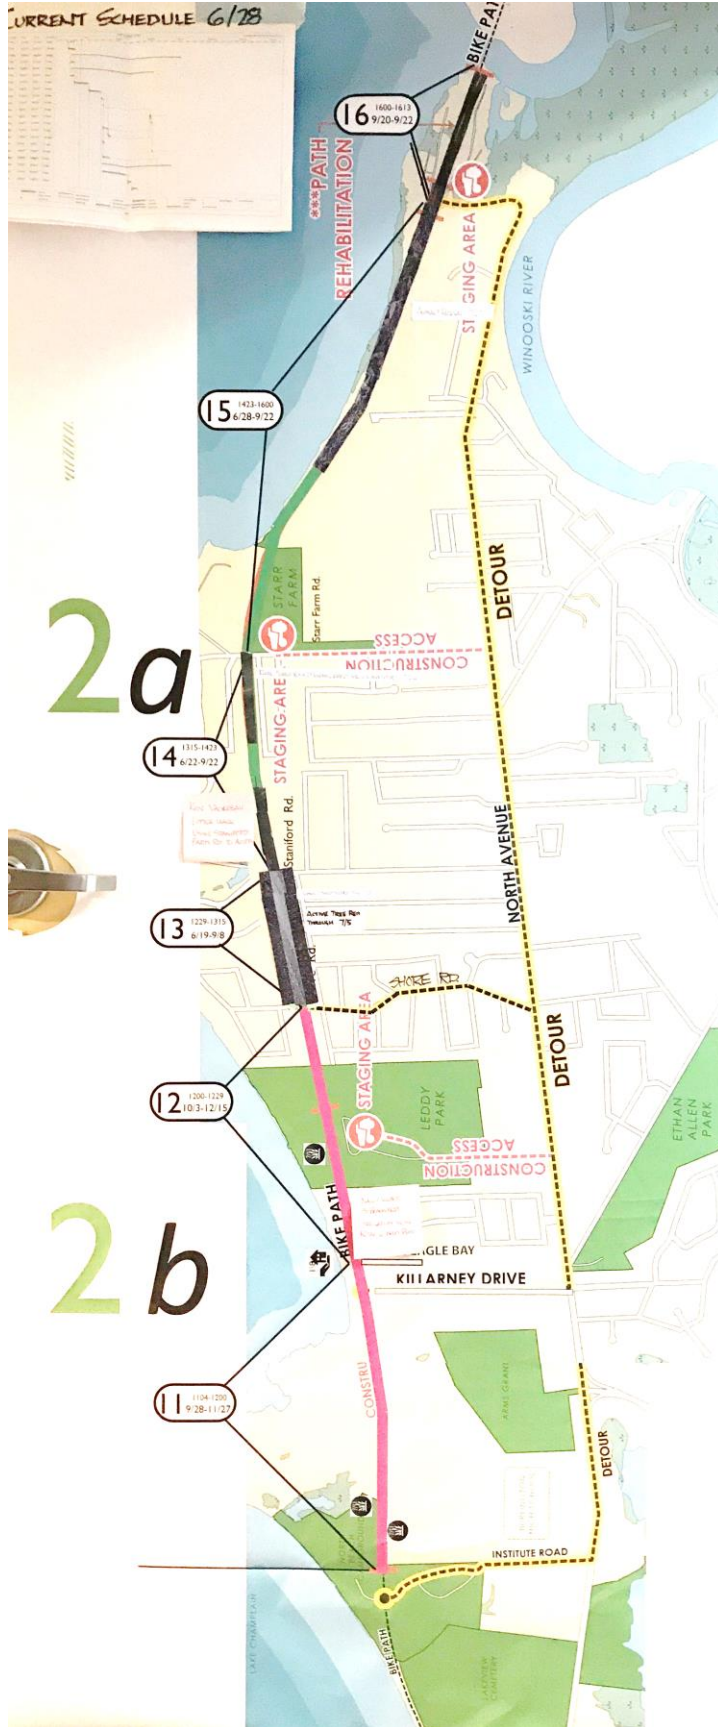 CURRENT SCHEDULE 6/28
BIKE PATH
16 1600-1613
9/20-9/22
***PATH
REHABILITATION
STAGING AREA
WINOOSKI RIVER
15 1423-1600
6/28-9/22
STARR
FARM
Starr Farm Rd.
DETOUR
CONSTRUCTION
ACCESS
2a
STAGING AREA
14 1315-1423
6/22-9/22
Staniford Rd.
NORTH AVENUE
13 1229-1315
6/19-9/8
ACTIVE TREE
THROUGH 7/5
Rd.
SHORE RD
STAGING AREA
DETOUR
12 1200-1229
10/3-12/15
LEDDY
PARK
ETHAN
ALLEN
PARK
CONSTRUCTION
ACCESS
2b
BIKE PATH
BAY
KILLARNEY DRIVE
11 1104-1200
9/28-11/27
CONSTRU
ARMS GRANT
DETOUR
INSTITUTE ROAD
LAKE CHAMPLAIN
BIKE PATH
LAKEVIEW
CEMETERY